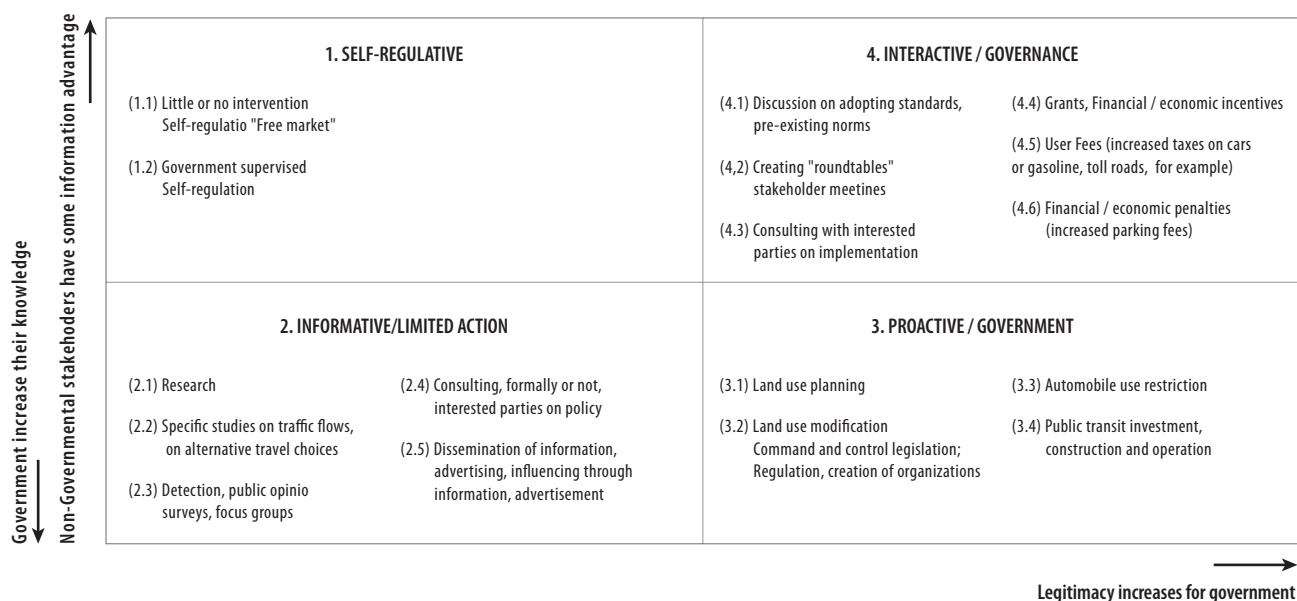 Government increase their knowledge
Non-Governmental stakehoders have some information advantage
1. SELF-REGULATIVE
(1.1) Little or no intervention
Self-regulatio "Free market"
(1.2) Government supervised
Self-regulation
4. INTERACTIVE / GOVERNANCE
(4.1) Discussion on adopting standards,
pre-existing norms
(4,2) Creating "roundtables"
stakeholder meetines
(4.3) Consulting with interested
parties on implementation
(4.4) Grants, Financial / economic incentives
(4.5) User Fees (increased taxes on cars
or gasoline, toll roads, for example)
(4.6) Financial / economic penalties
(increased parking fees)
2. INFORMATIVE/LIMITED ACTION
(2.1) Research
(2.2) Specific studies on traffic flows,
on alternative travel choices
(2.3) Detection, public opinio
surveys, focus groups
(2.4) Consulting, formally or not,
interested parties on policy
(2.5) Dissemination of information,
advertising, influencing through
information, advertisement
3. PROACTIVE / GOVERNMENT
(3.1) Land use planning
(3.2) Land use modification
Command and control legislation;
Regulation, creation of organizations
(3.3) Automobile use restriction
(3.4) Public transit investment,
construction and operation
Legitimacy increases for government